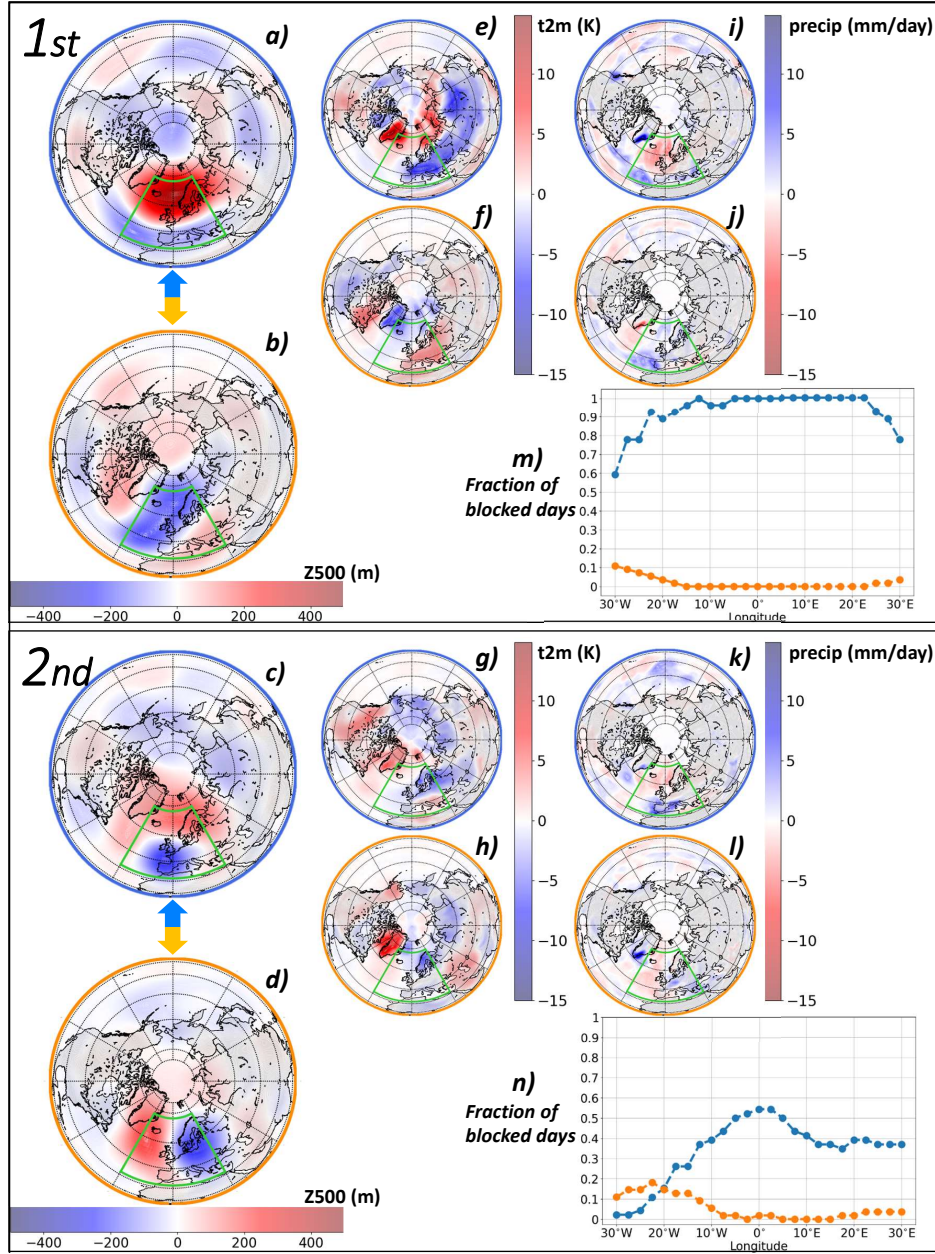 1st
a)
e)
t2m (K)
10
5
0
−5
−10
−15
i)
precip (mm/day)
10
5
0
−5
−10
−15
f)
j)
b)
Z500 (m)
−400
−200
0
200
400
m)
Fraction of
blocked days
1
0.9
0.8
0.7
0.6
0.5
0.4
0.3
0.2
0.1
0
30°W
20°W
10°W
0°
10°E
20°E
30°E
Longitude
2nd
c)
g)
t2m (K)
10
5
0
−5
−10
−15
k)
precip (mm/day)
10
5
0
−5
−10
−15
h)
l)
d)
Z500 (m)
−400
−200
0
200
400
n)
Fraction of
blocked days
1
0.9
0.8
0.7
0.6
0.5
0.4
0.3
0.2
0.1
0
30°W
20°W
10°W
0°
10°E
20°E
30°E
Longitude